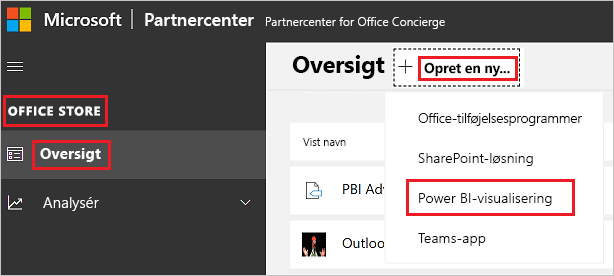 Microsoft Partnercenter Partnercenter for Office Concierge
OFFICE STORE
Oversigt
Analysér
Oversigt + Opret en ny...
Office-tilføjelsesprogrammer
SharePoint-løsning
Power BI-visualisering
Teams-app
Vist navn
PBI Adv
Outloo